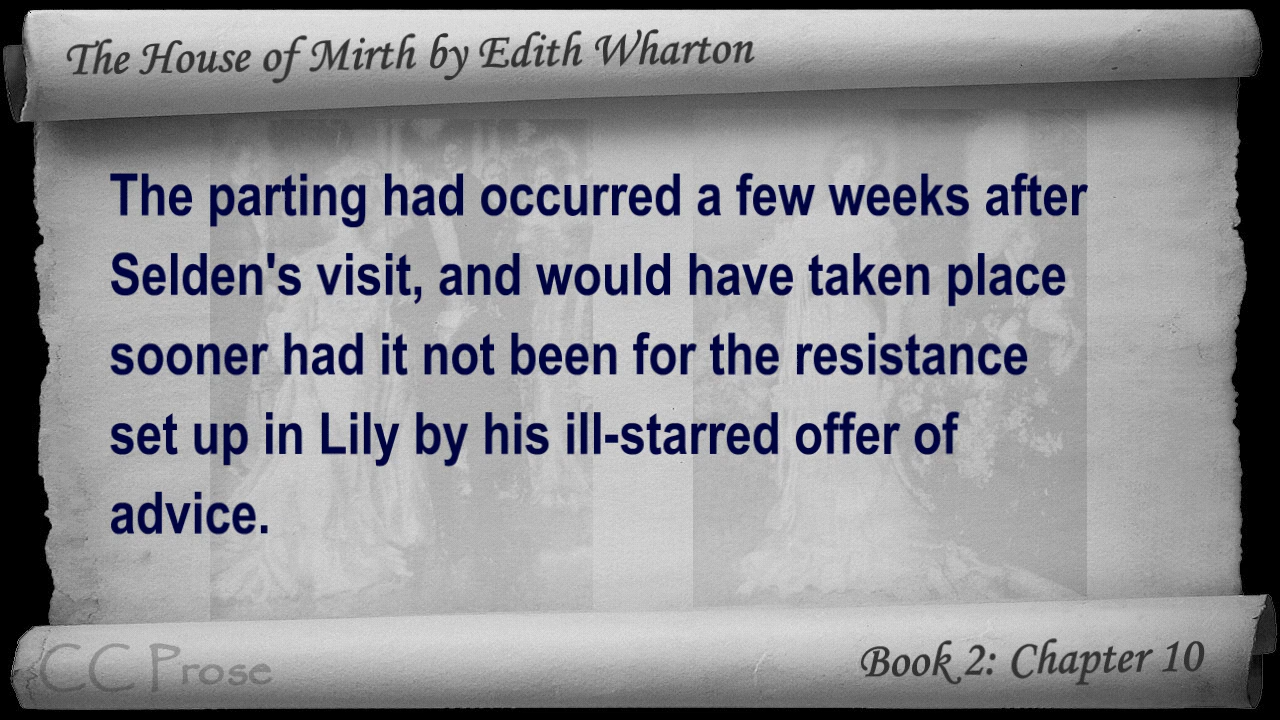 The House of Mirth by Edith Wharton
The parting had occurred a few weeks after
Selden's visit, and would have taken place
sooner had it not been for the resistance
set up in Lily by his ill-starred offer of
advice.
CC Prose
Book 2: Chapter 10